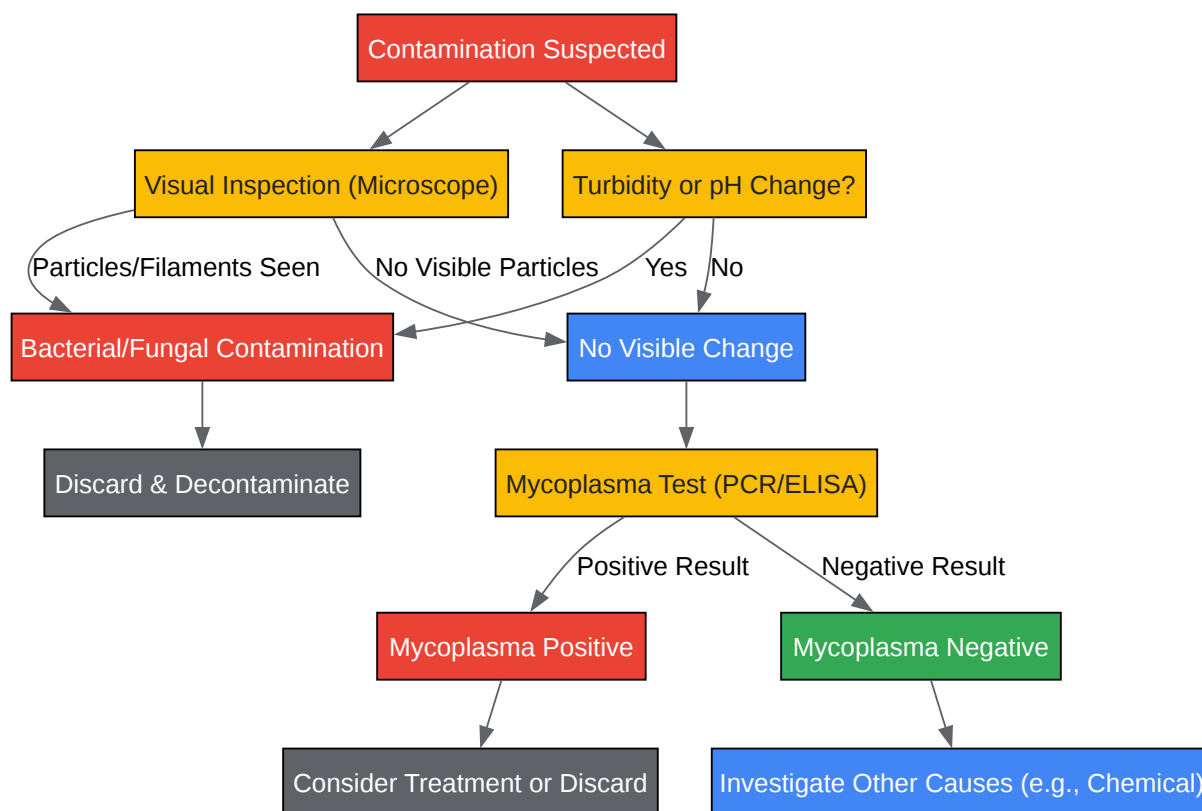 Contamination Suspected
Visual Inspection (Microscope)
Turbidity or pH Change?
Particles/Filaments Seen
No Visible Particles
Yes
No
Bacterial/Fungal Contamination
No Visible Change
Discard & Decontaminate
Mycoplasma Test (PCR/ELISA)
Positive Result
Negative Result
Mycoplasma Positive
Mycoplasma Negative
Consider Treatment or Discard
Investigate Other Causes (e.g., Chemical)